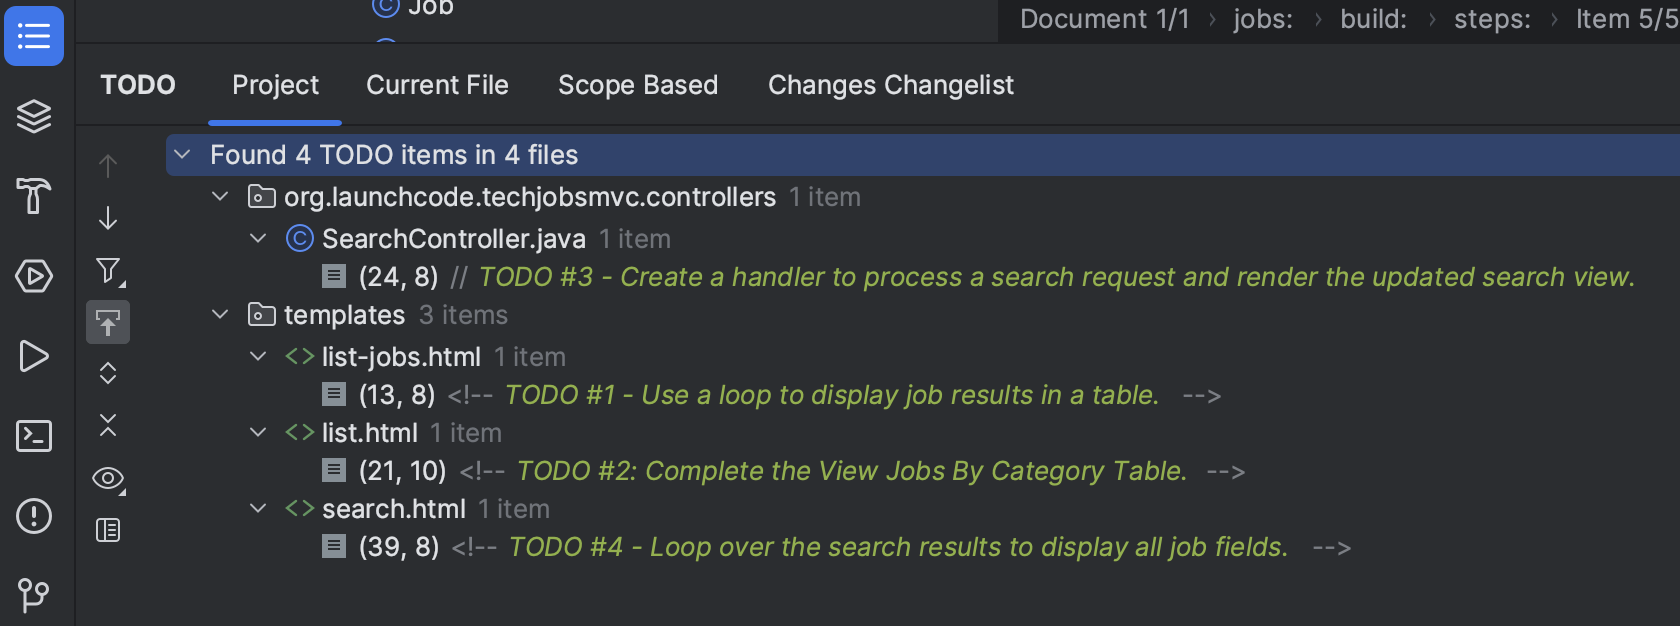 Job
Document 1/1 › jobs: › build: › steps: › Item 5/5
TODO Project Current File Scope Based Changes Changelist
Found 4 TODO items in 4 files
org.launchcode.techjobsmvc.controllers 1 item
SearchController.java 1 item
(24, 8) // TODO #3 - Create a handler to process a search request and render the updated search view.
templates 3 items
list-jobs.html 1 item
(13, 8) <!-- TODO #1 - Use a loop to display job results in a table. -->
list.html 1 item
(21, 10) <!-- TODO #2: Complete the View Jobs By Category Table. -->
search.html 1 item
(39, 8) <!-- TODO #4 - Loop over the search results to display all job fields. -->